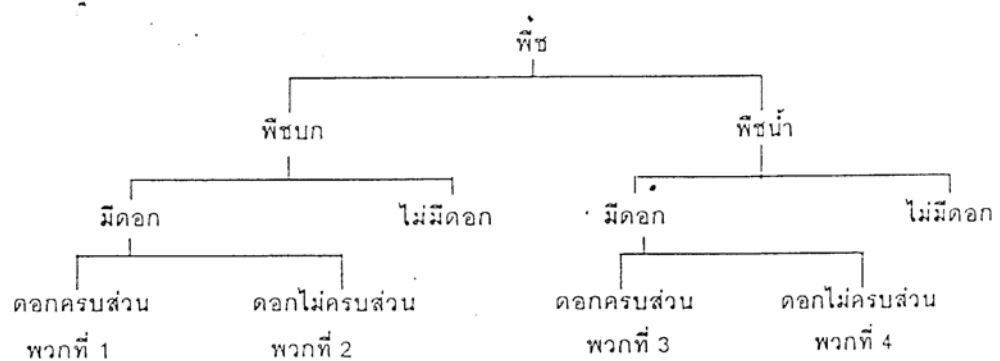 พืช
พืชบก พืชน้ำ
มีดอก ไม่มีดอก มีดอก ไม่มีดอก
ดอกครบส่วน ดอกไม่ครบส่วน ดอกครบส่วน ดอกไม่ครบส่วน
พวกที่ 1 พวกที่ 2 พวกที่ 3 พวกที่ 4